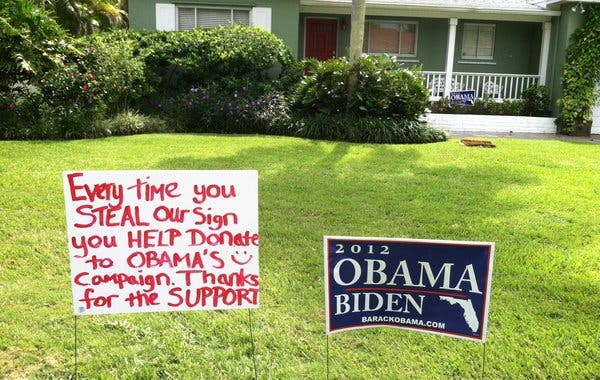 Every time you
STEAL Our Sign
you HELP Donate
to OBAMA'S
Campaign. Thanks
for the SUPPORT
2012
OBAMA
BIDEN
BARACKOBAMA.COM
OBAMA